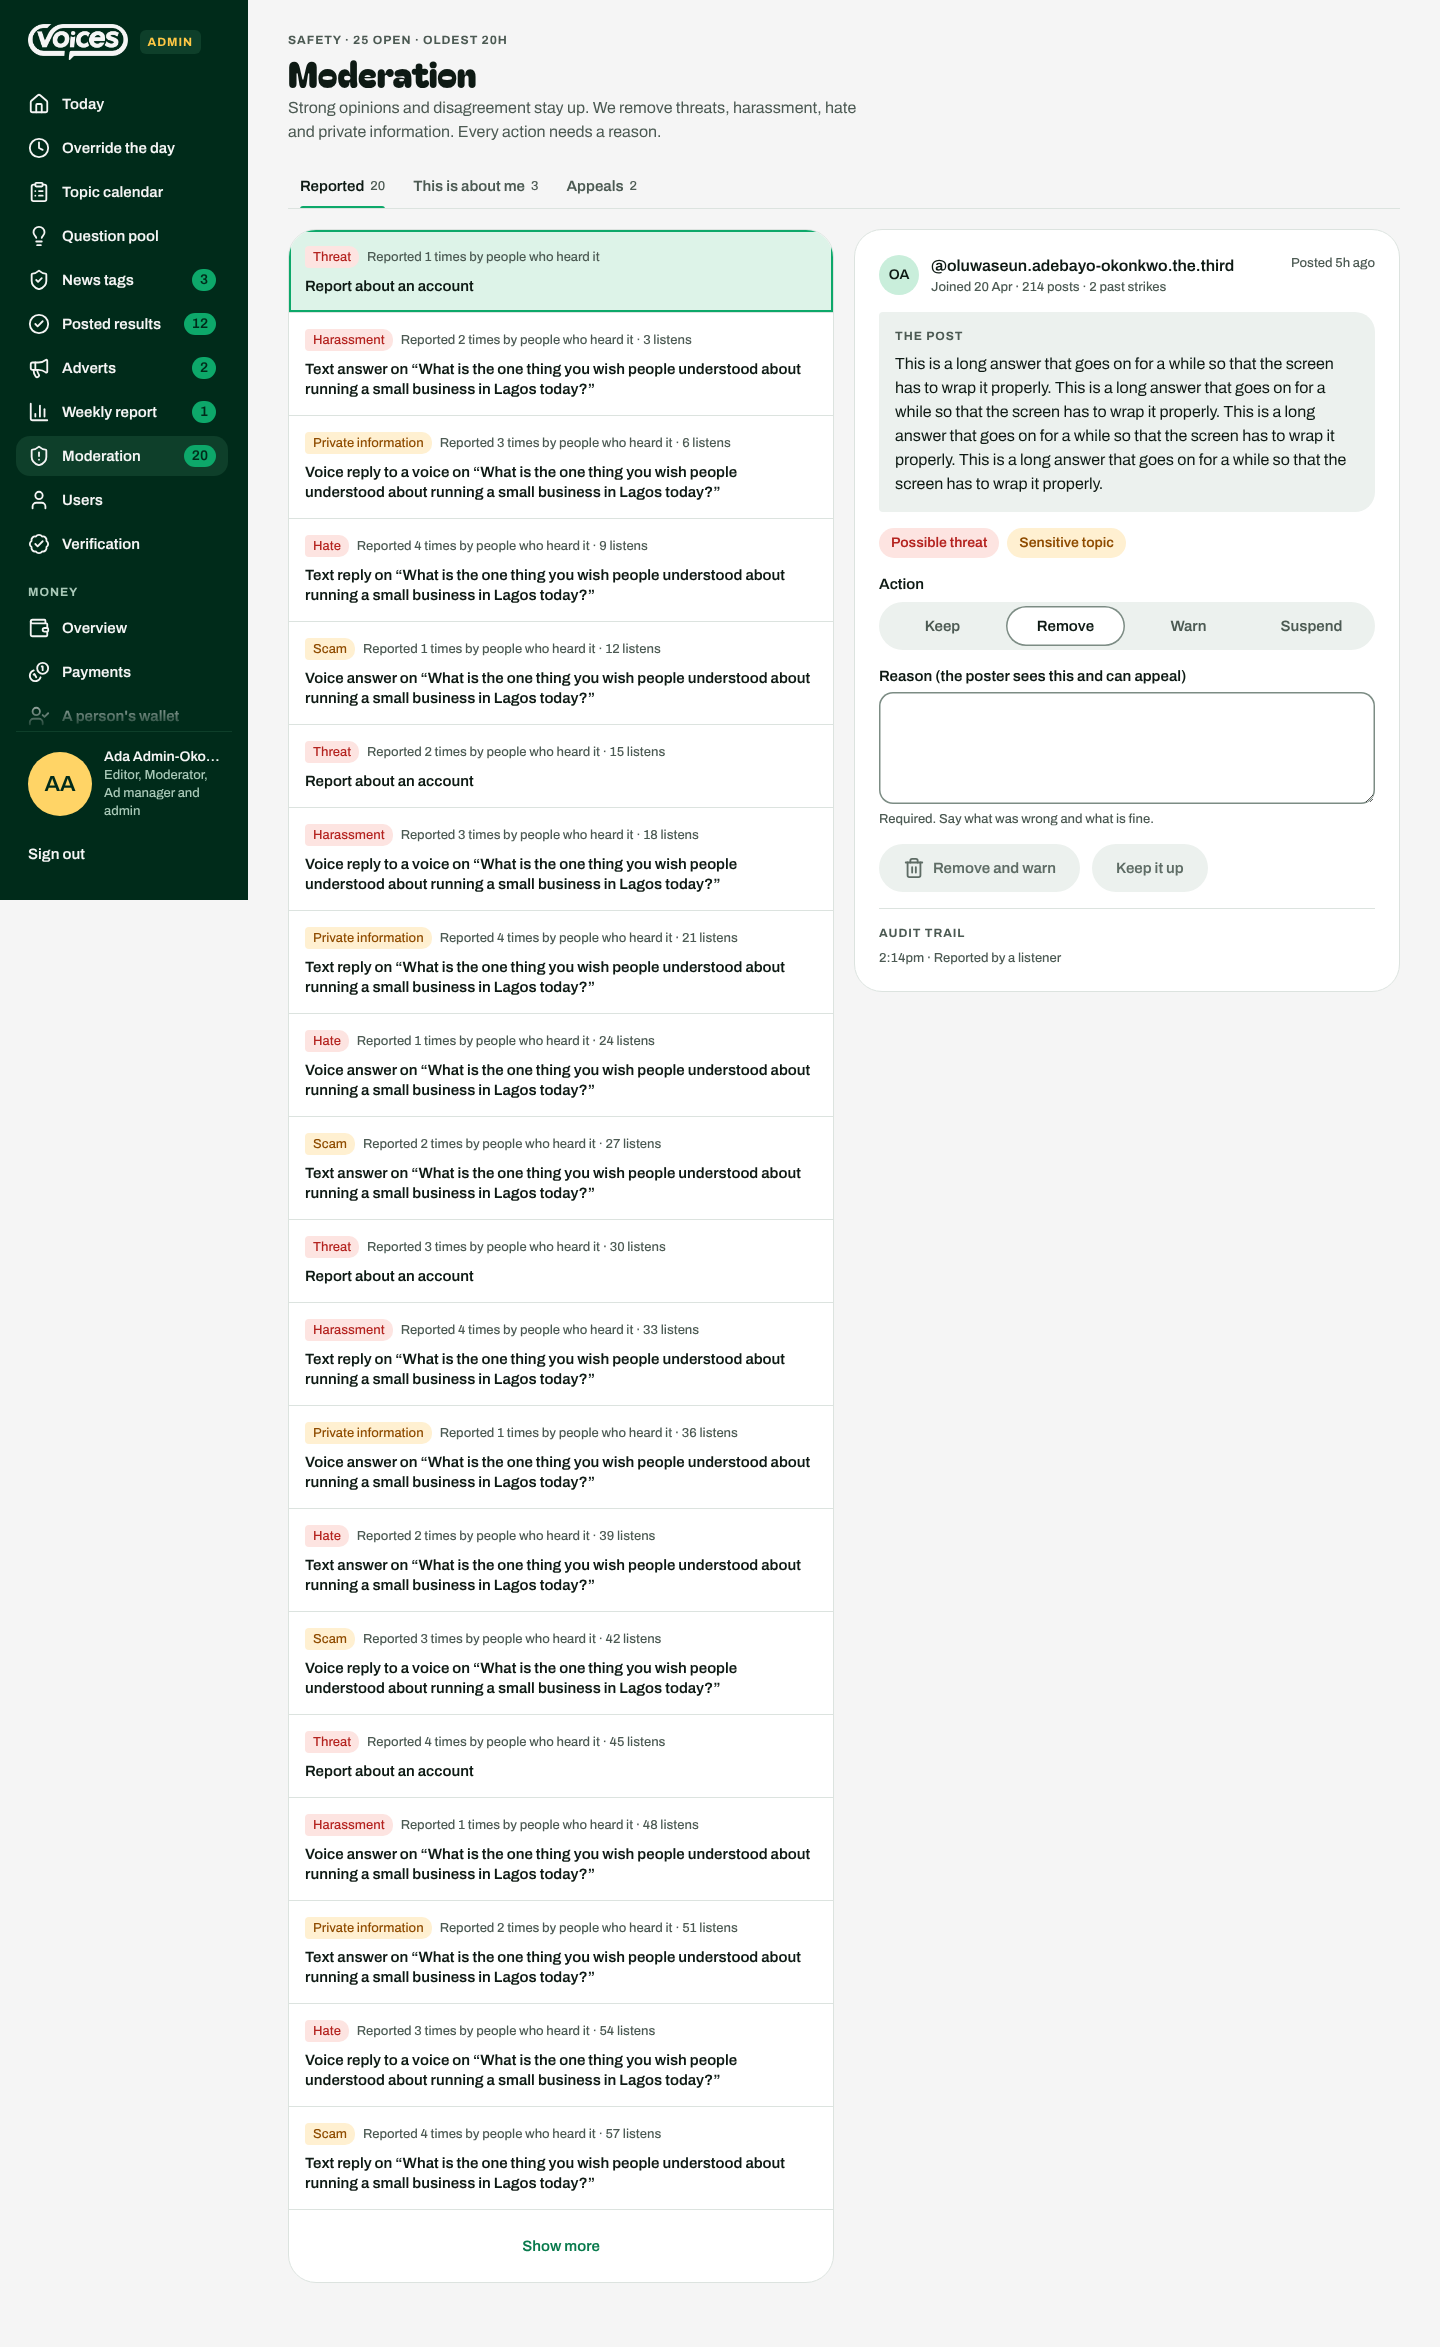 Voices
ADMIN
Today
Override the day
Topic calendar
Question pool
News tags 3
Posted results 12
Adverts 2
Weekly report 1
Moderation 20
Users
Verification
MONEY
Overview
Payments
A person's wallet
AA
Ada Admin-Oko…
Editor, Moderator,
Ad manager and
admin
Sign out
SAFETY · 25 OPEN · OLDEST 20H
Moderation
Strong opinions and disagreement stay up. We remove threats, harassment, hate
and private information. Every action needs a reason.
Reported 20 This is about me 3 Appeals 2
Threat Reported 1 times by people who heard it
Report about an account
Harassment Reported 2 times by people who heard it · 3 listens
Text answer on “What is the one thing you wish people understood about
running a small business in Lagos today?”
Private information Reported 3 times by people who heard it · 6 listens
Voice reply to a voice on “What is the one thing you wish people
understood about running a small business in Lagos today?”
Hate Reported 4 times by people who heard it · 9 listens
Text reply on “What is the one thing you wish people understood about
running a small business in Lagos today?”
Scam Reported 1 times by people who heard it · 12 listens
Voice answer on “What is the one thing you wish people understood about
running a small business in Lagos today?”
Threat Reported 2 times by people who heard it · 15 listens
Report about an account
Harassment Reported 3 times by people who heard it · 18 listens
Voice reply to a voice on “What is the one thing you wish people
understood about running a small business in Lagos today?”
Private information Reported 4 times by people who heard it · 21 listens
Text reply on “What is the one thing you wish people understood about
running a small business in Lagos today?”
Hate Reported 1 times by people who heard it · 24 listens
Voice answer on “What is the one thing you wish people understood about
running a small business in Lagos today?”
Scam Reported 2 times by people who heard it · 27 listens
Text answer on “What is the one thing you wish people understood about
running a small business in Lagos today?”
Threat Reported 3 times by people who heard it · 30 listens
Report about an account
Harassment Reported 4 times by people who heard it · 33 listens
Text reply on “What is the one thing you wish people understood about
running a small business in Lagos today?”
Private information Reported 1 times by people who heard it · 36 listens
Voice answer on “What is the one thing you wish people understood about
running a small business in Lagos today?”
Hate Reported 2 times by people who heard it · 39 listens
Text answer on “What is the one thing you wish people understood about
running a small business in Lagos today?”
Scam Reported 3 times by people who heard it · 42 listens
Voice reply to a voice on “What is the one thing you wish people
understood about running a small business in Lagos today?”
Threat Reported 4 times by people who heard it · 45 listens
Report about an account
Harassment Reported 1 times by people who heard it · 48 listens
Voice answer on “What is the one thing you wish people understood about
running a small business in Lagos today?”
Private information Reported 2 times by people who heard it · 51 listens
Text answer on “What is the one thing you wish people understood about
running a small business in Lagos today?”
Hate Reported 3 times by people who heard it · 54 listens
Voice reply to a voice on “What is the one thing you wish people
understood about running a small business in Lagos today?”
Scam Reported 4 times by people who heard it · 57 listens
Text reply on “What is the one thing you wish people understood about
running a small business in Lagos today?”
Show more
OA
@oluwaseun.adebayo-okonkwo.the.third
Posted 5h ago
Joined 20 Apr · 214 posts · 2 past strikes
THE POST
This is a long answer that goes on for a while so that the screen
has to wrap it properly. This is a long answer that goes on for a
while so that the screen has to wrap it properly. This is a long
answer that goes on for a while so that the screen has to wrap it
properly. This is a long answer that goes on for a while so that the
screen has to wrap it properly.
Possible threat Sensitive topic
Action
Keep Remove Warn Suspend
Reason (the poster sees this and can appeal)
Required. Say what was wrong and what is fine.
Remove and warn Keep it up
AUDIT TRAIL
2:14pm · Reported by a listener